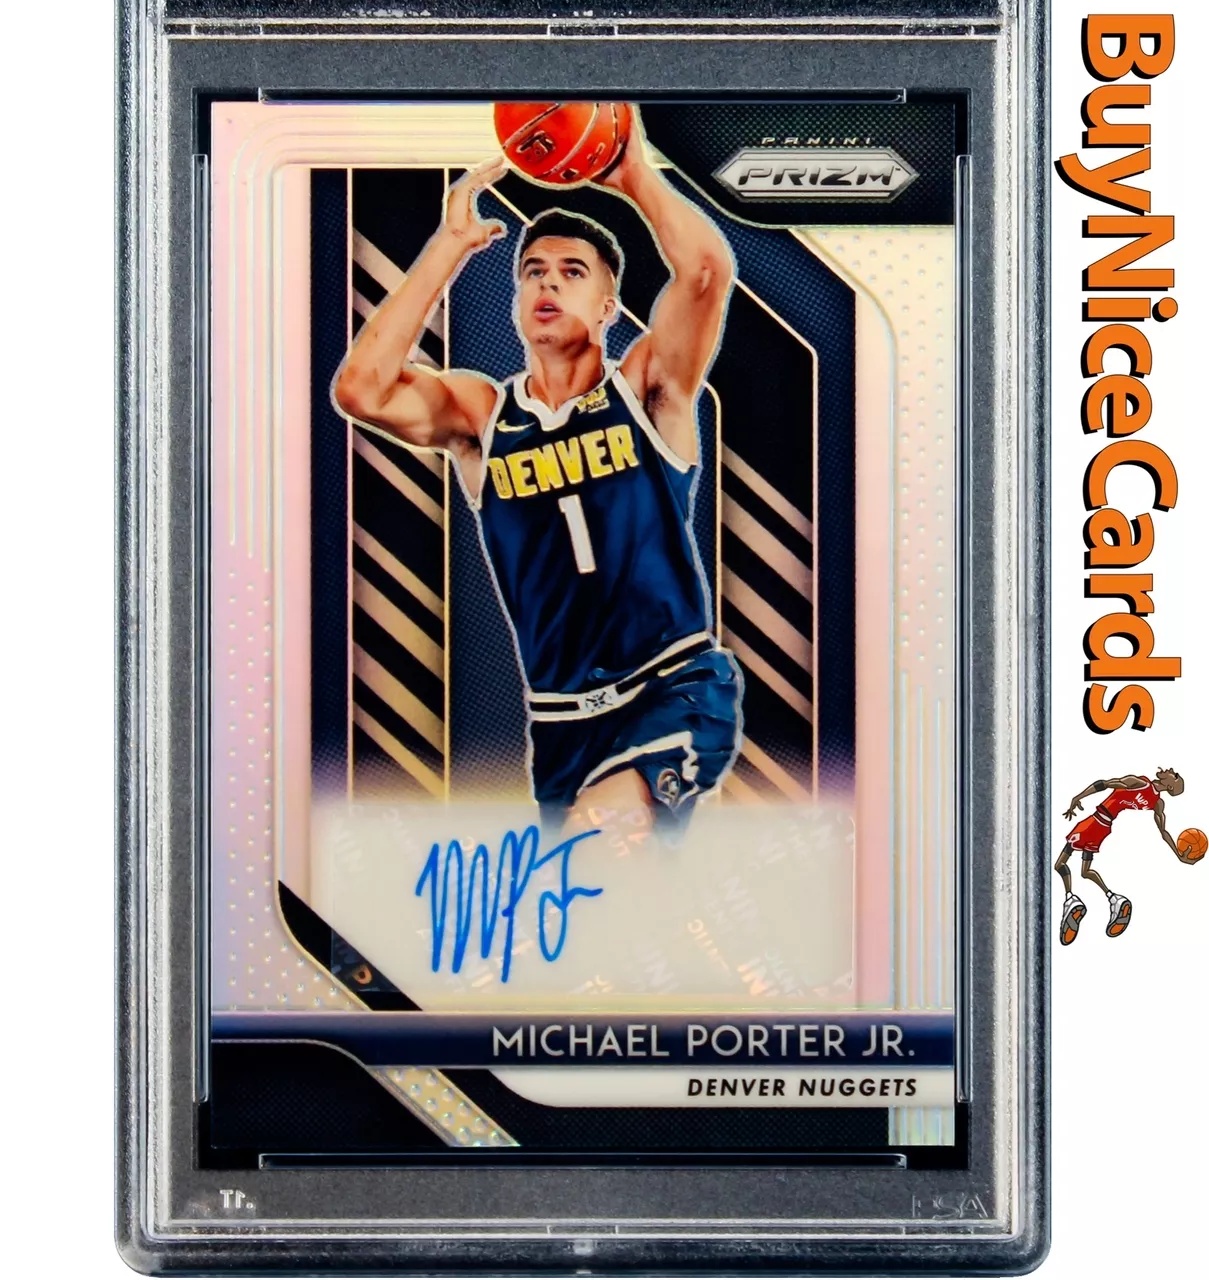 PANINI
PRIZM
DENVER
1
MICHAEL PORTER JR.
DENVER NUGGETS
PSA
BuyNiceCards